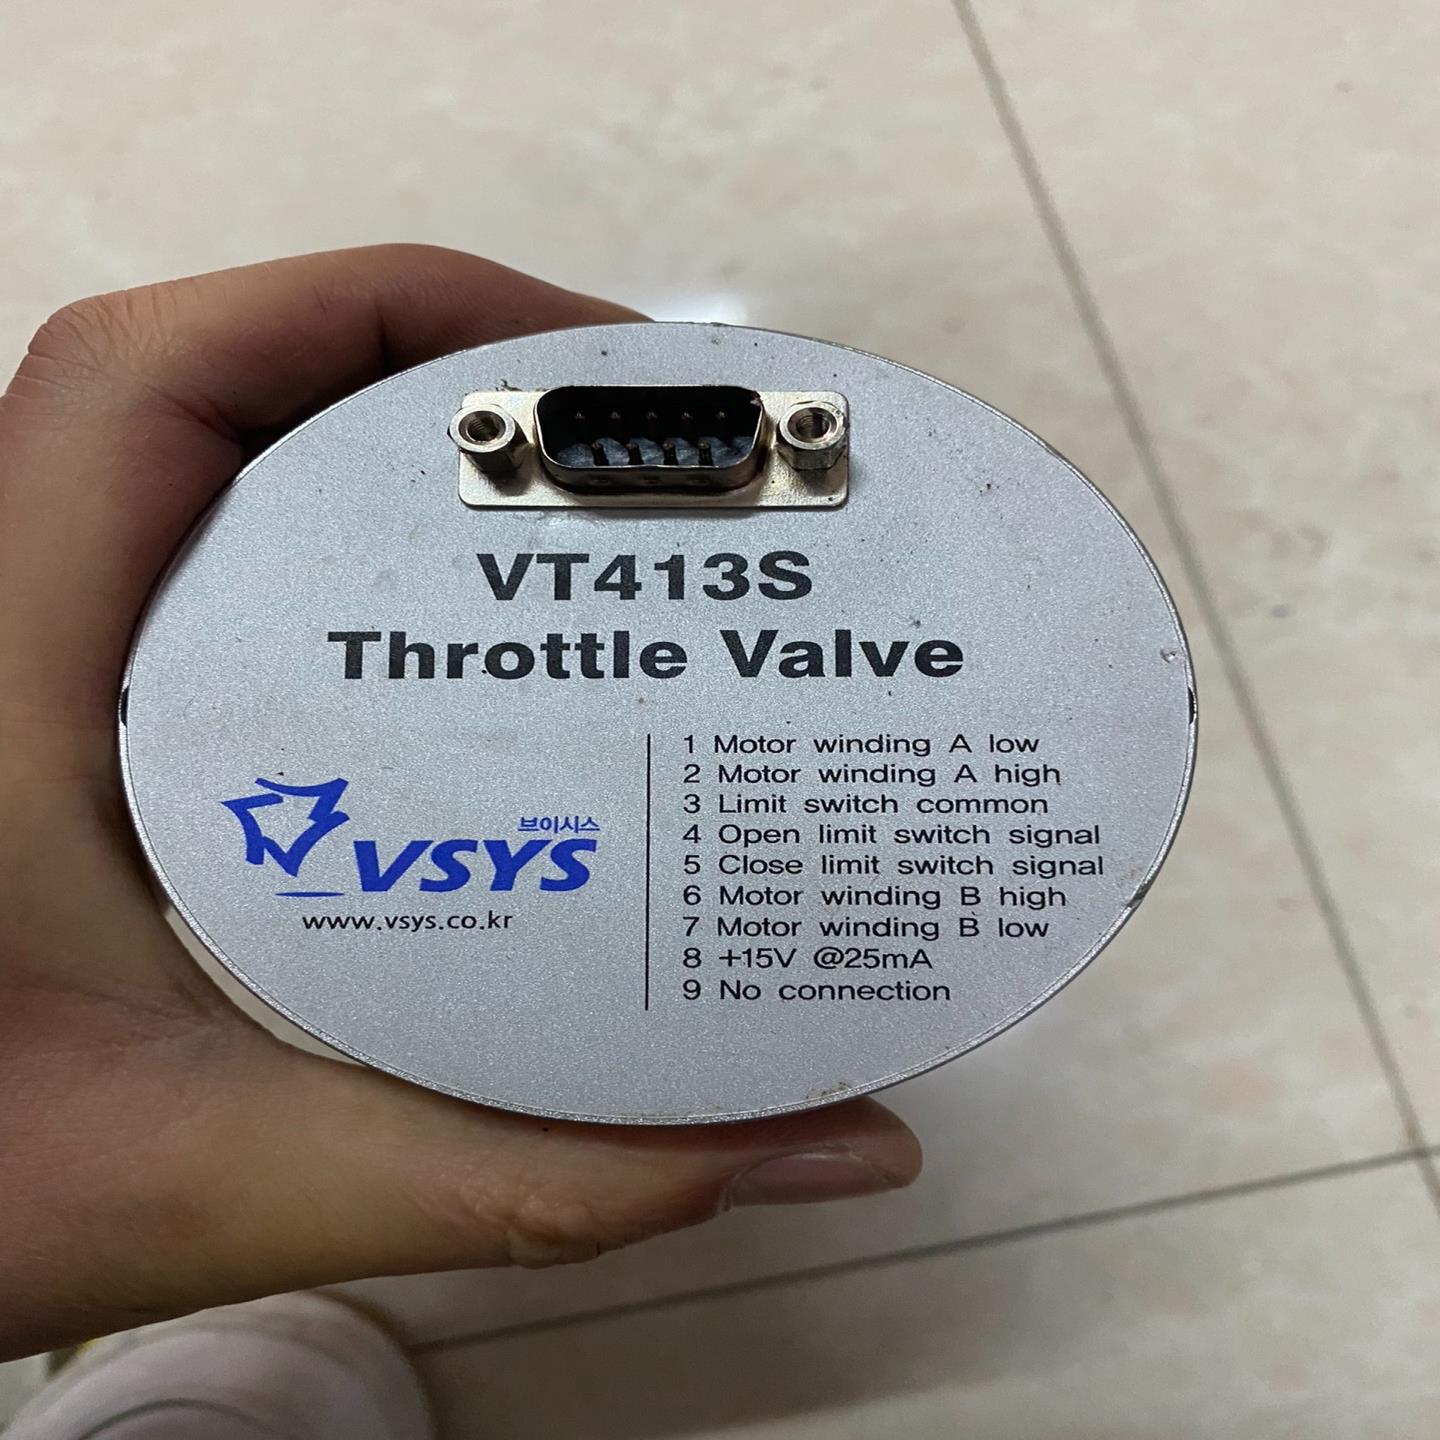 VT413S
Throttle Valve
브이시스
VSYS
www.vsys.co.kr
1 Motor winding A low
2 Motor winding A high
3 Limit switch common
4 Open limit switch signal
5 Close limit switch signal
6 Motor winding B high
7 Motor winding B low
8 +15V @25mA
9 No connection